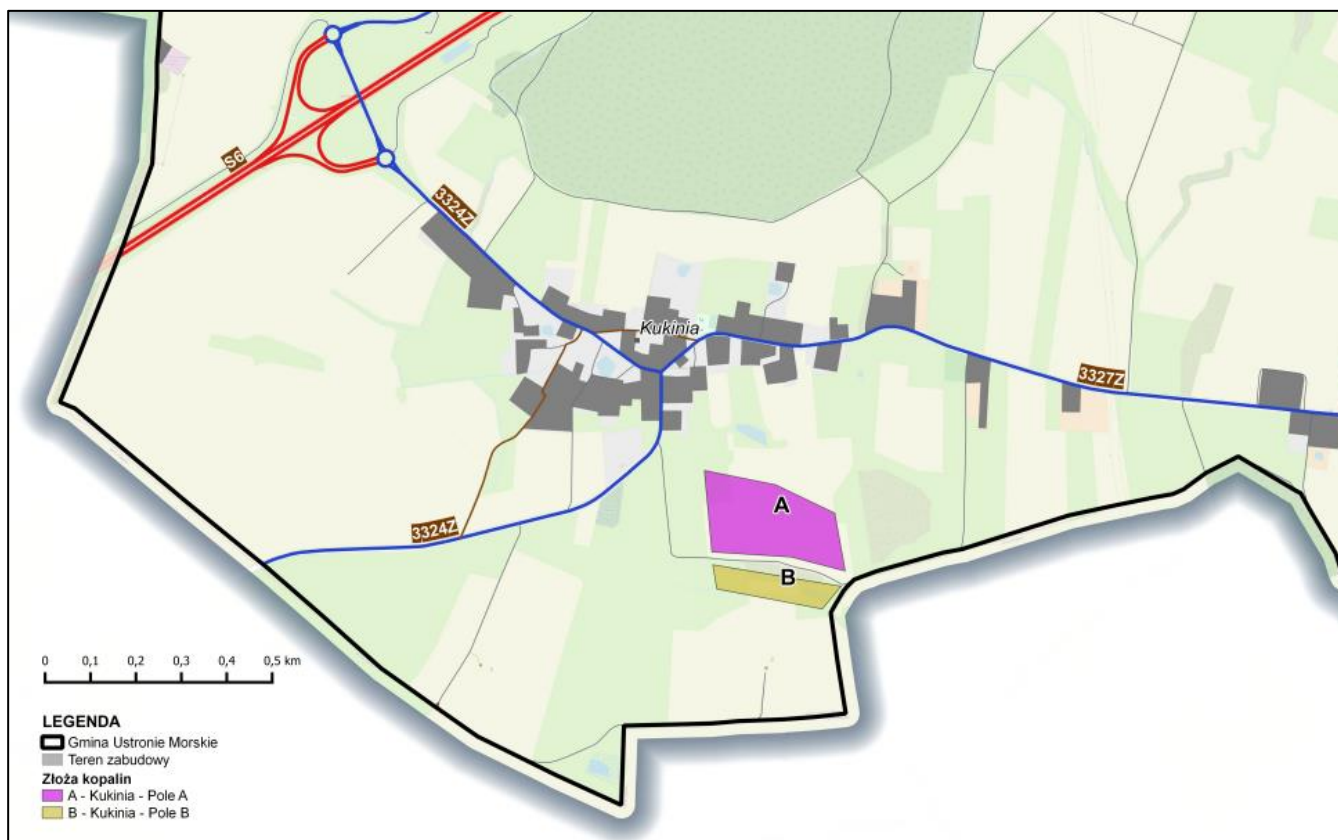 S6
3324Z
Kukinia
3327Z
A
3324Z
B
0 0,1 0,2 0,3 0,4 0,5 km
LEGENDA
Gmina Ustronie Morskie
Teren zabudowy
Złoża kopalin
A - Kukinia - Pole A
B - Kukinia - Pole B